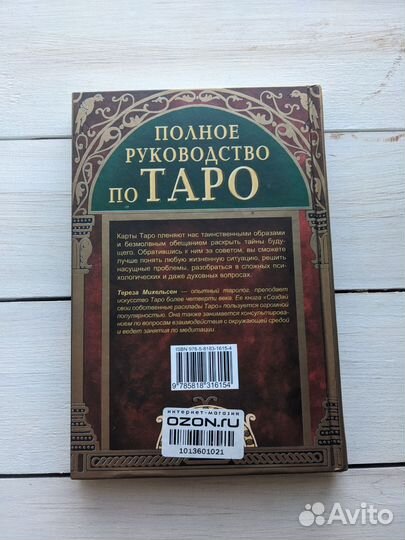 ПОЛНОЕ
РУКОВОДСТВО
ПО ТАРО
Карты Таро пленяют нас таинственными образами
и безмолвным обещанием раскрыть тайны буду-
щего. Обратившись к ним за советом, вы сможете
лучше понять любую жизненную ситуацию, решить
насущные проблемы, разобраться в сложных пси-
хологических и даже духовных вопросах.
Тереза Михельсен — опытный таролог, преподает
искусство Таро более четверти века. Ее книга «Создай
свои собственные расклады Таро» пользуется огромной
популярностью. Она также занимается консультирова-
нием по вопросам взаимодействия с окружающей средой
и ведет занятия по медитации
ISBN 978-5-8183-1615-4
9 785818 316154
интернет-магазин
OZON.ru
1013601021
Avito